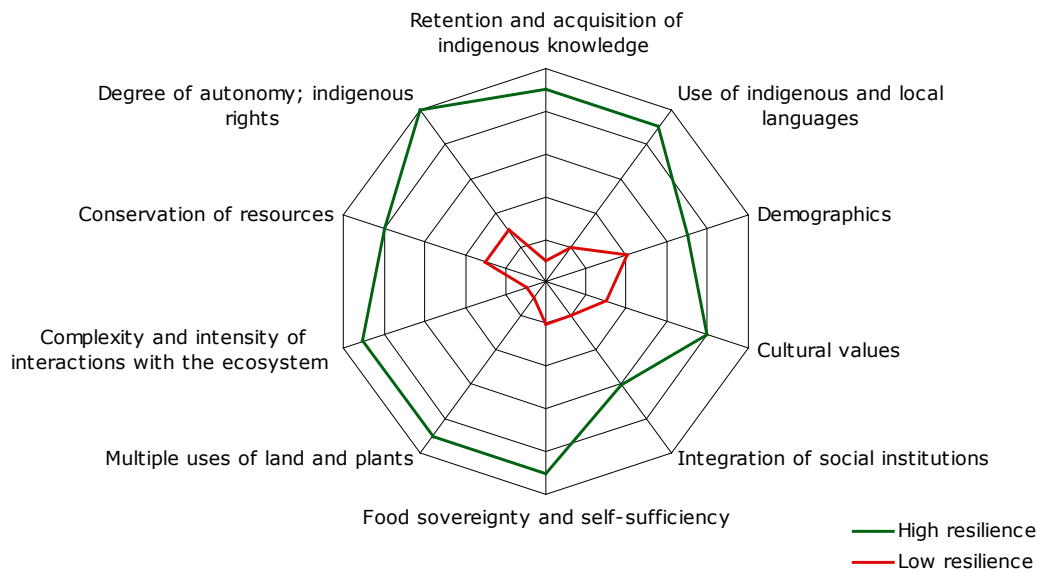 Retention and acquisition of
indigenous knowledge
Degree of autonomy; indigenous
rights
Use of indigenous and local
languages
Conservation of resources
Demographics
Complexity and intensity of
interactions with the ecosystem
Cultural values
Multiple uses of land and plants
Integration of social institutions
Food sovereignty and self-sufficiency
High resilience
Low resilience